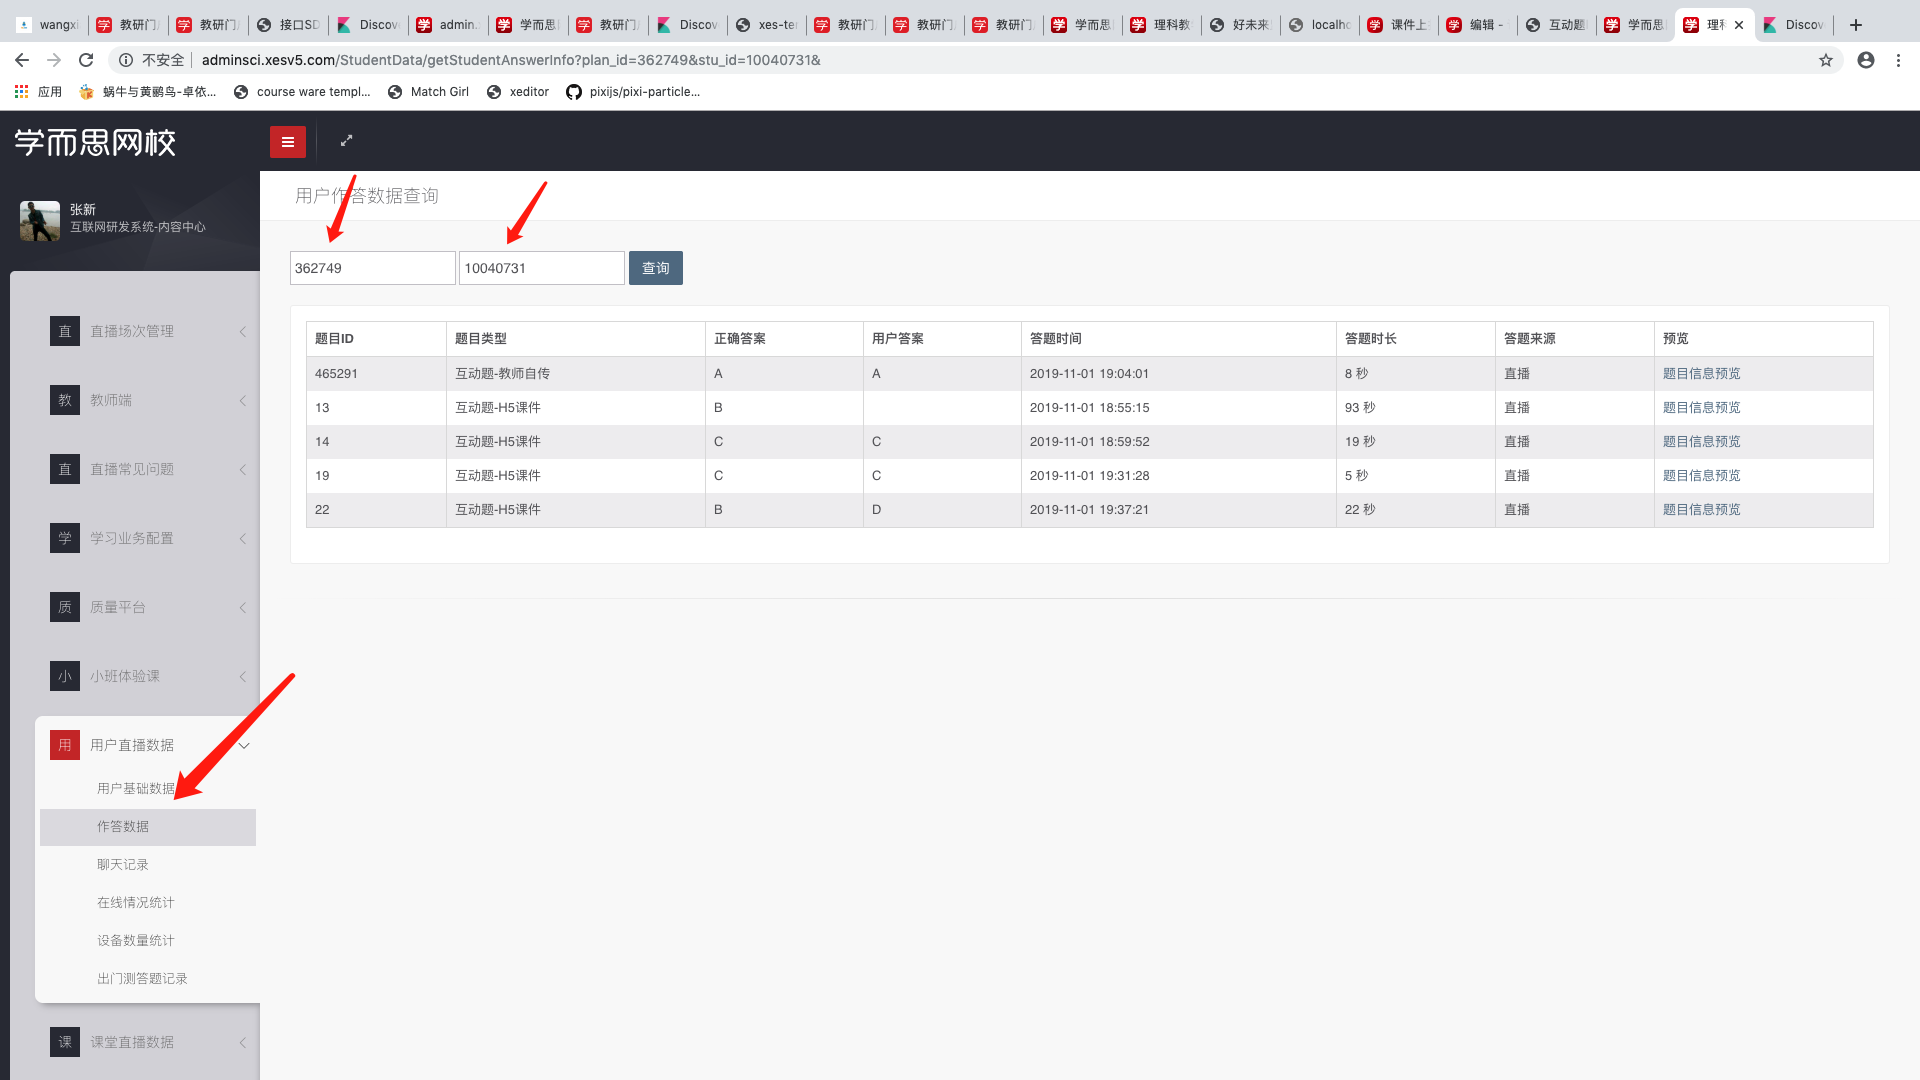 wangxi
教研门
教研门
接口SD
Discov
admin.
学而思
教研门
Discov
xes-te
教研门
教研门
教研门
学而思
理科教
好未来
localho
课件上
编辑 -
互动题
学而思
理科
Discov
不安全
adminsci.xesv5.com/StudentData/getStudentAnswerInfo?plan_id=362749&stu_id=10040731&
应用
蜗牛与黄鹂鸟-卓依...
course ware templ...
Match Girl
xeditor
pixijs/pixi-particle...
学而思网校
张新
互联网研发系统-内容中心
直 直播场次管理
教 教师端
直 直播常见问题
学 学习业务配置
质 质量平台
小 小班体验课
用 用户直播数据
用户基础数据
作答数据
聊天记录
在线情况统计
设备数量统计
出门测答题记录
课 课堂直播数据
用户作答数据查询
362749 10040731 查询
题目ID 题目类型 正确答案 用户答案 答题时间 答题时长 答题来源 预览
465291 互动题-教师自传 A A 2019-11-01 19:04:01 8 秒 直播 题目信息预览
13 互动题-H5课件 B 2019-11-01 18:55:15 93 秒 直播 题目信息预览
14 互动题-H5课件 C C 2019-11-01 18:59:52 19 秒 直播 题目信息预览
19 互动题-H5课件 C C 2019-11-01 19:31:28 5 秒 直播 题目信息预览
22 互动题-H5课件 B D 2019-11-01 19:37:21 22 秒 直播 题目信息预览